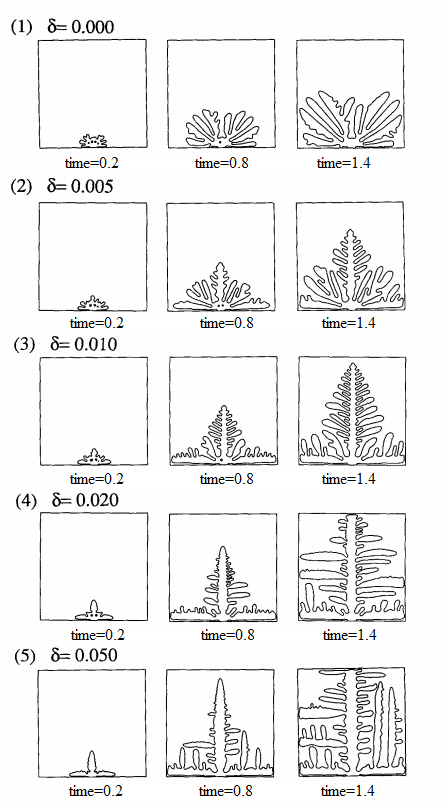 (1) δ= 0.000
time=0.2 time=0.8 time=1.4
(2) δ= 0.005
time=0.2 time=0.8 time=1.4
(3) δ= 0.010
time=0.2 time=0.8 time=1.4
(4) δ= 0.020
time=0.2 time=0.8 time=1.4
(5) δ= 0.050
time=0.2 time=0.8 time=1.4